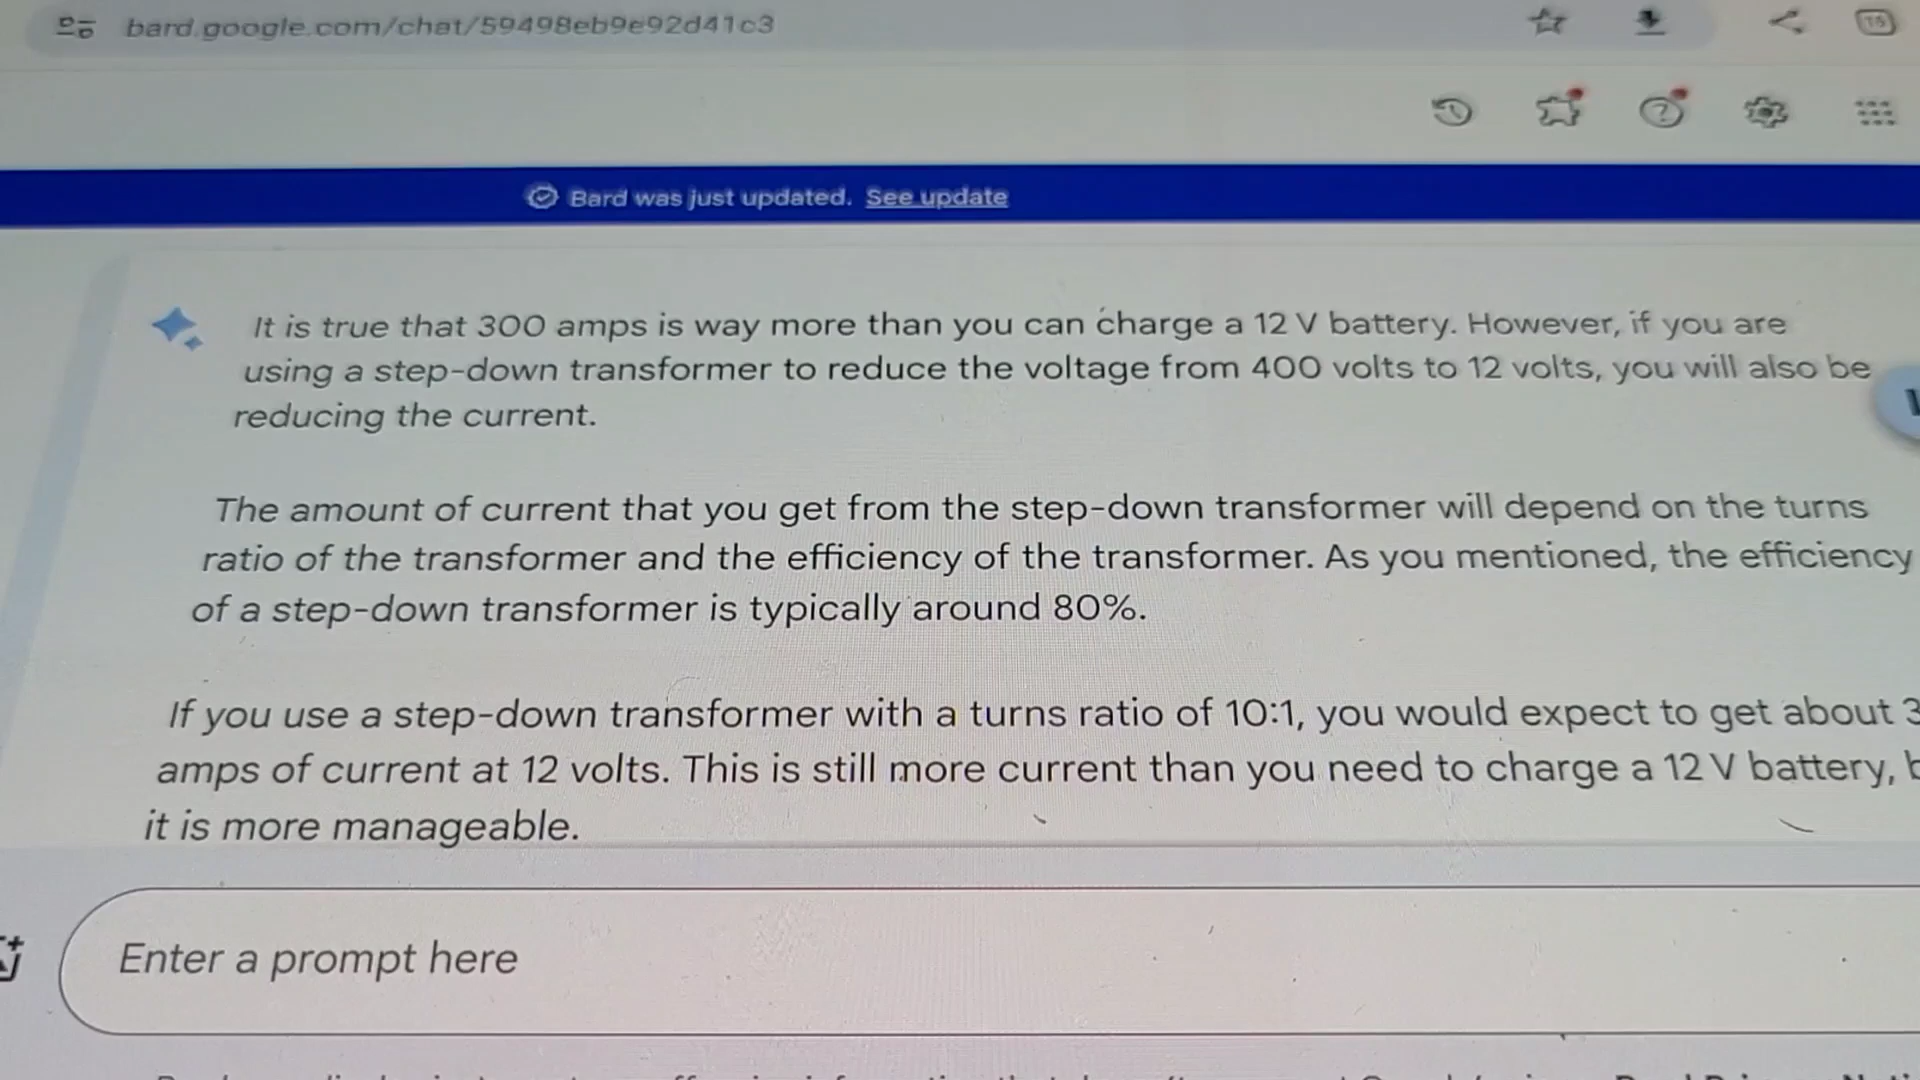 bard.google.com/chat/59498eb9e92d41c3
15
Bard was just updated. See update
It is true that 300 amps is way more than you can charge a 12 V battery. However, if you are
using a step-down transformer to reduce the voltage from 400 volts to 12 volts, you will also be
reducing the current.
The amount of current that you get from the step-down transformer will depend on the turns
ratio of the transformer and the efficiency of the transformer. As you mentioned, the efficiency
of a step-down transformer is typically around 80%.
If you use a step-down transformer with a turns ratio of 10:1, you would expect to get about 3
amps of current at 12 volts. This is still more current than you need to charge a 12 V battery, b
it is more manageable.
Enter a prompt here